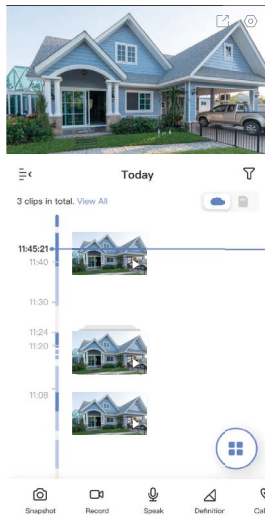 Today
3 clips in total. View All
11:45:21
11:40
11:30
11:24
11:20
11:08
Snapshot
Record
Speak
Definition
Cal